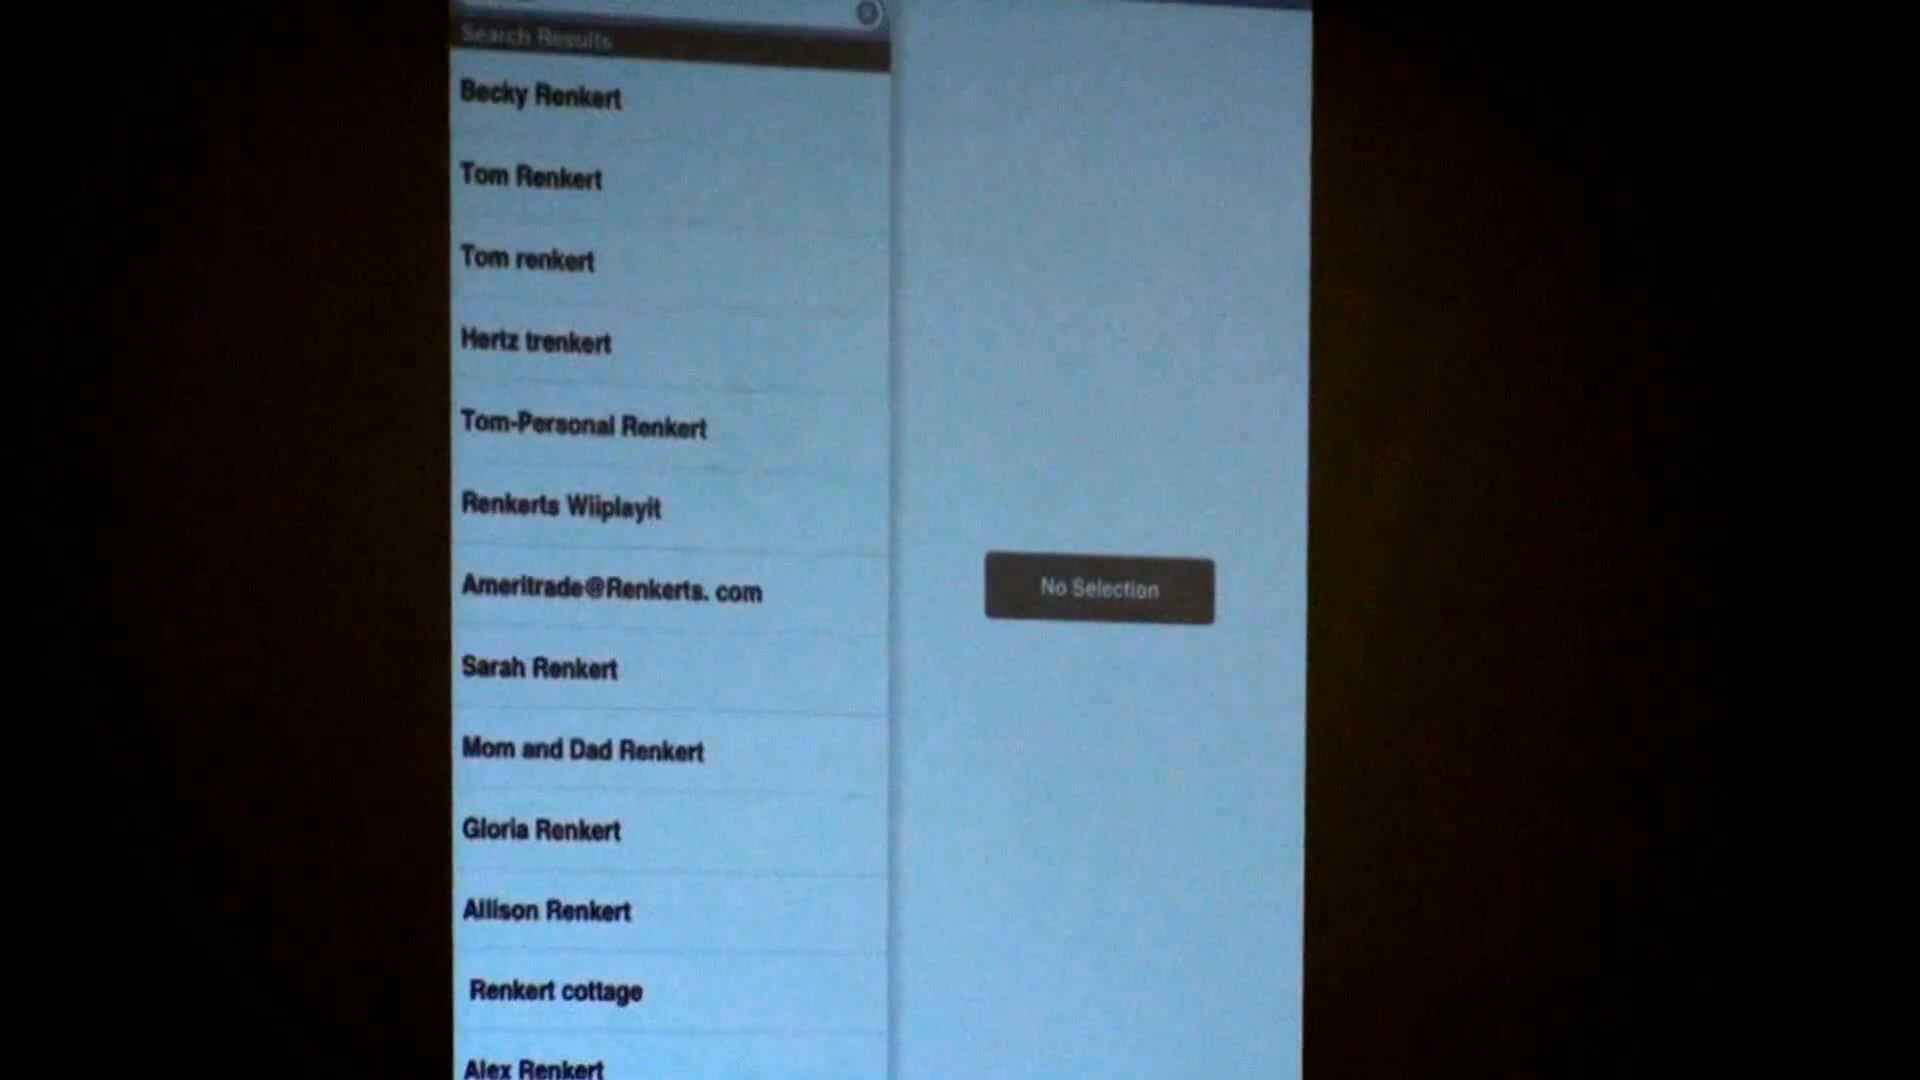 Search Results
Becky Renkert
Tom Renkert
Tom renkert
Hertz trenkert
Tom-Personal Renkert
Renkerts Wiiplayit
Ameritrade@Renkerts. com
Sarah Renkert
Mom and Dad Renkert
Gloria Renkert
Allison Renkert
Renkert cottage
Alex Renkert
No Selection